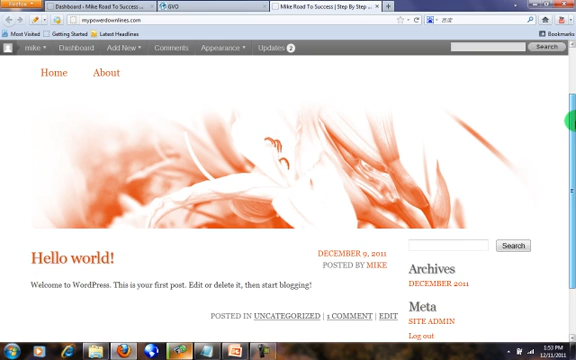 Firefox
Dashboard - Mike Road To Success ...
GVO
Mike Road To Success | Step By Step ...
mypowerdownlines.com
Most Visited
Getting Started
Latest Headlines
Bookmarks
mike
Dashboard
Add New
Comments
Appearance
Updates 2
Search
Home
About
Hello world!
DECEMBER 9, 2011
POSTED BY MIKE
Welcome to WordPress. This is your first post. Edit or delete it, then start blogging!
POSTED IN UNCATEGORIZED | 1 COMMENT | EDIT
Search
Archives
DECEMBER 2011
Meta
SITE ADMIN
Log out
1:53 PM
12/11/2011